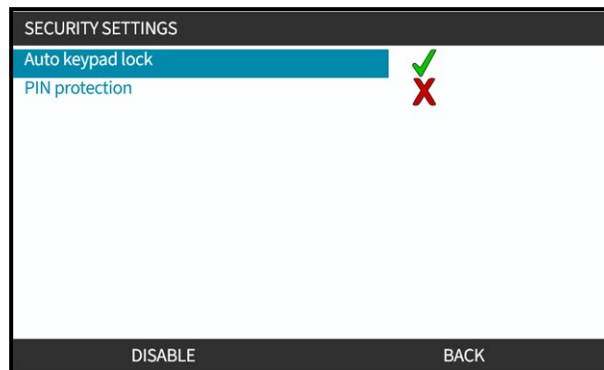 SECURITY SETTINGS
Auto keypad lock
PIN protection
DISABLE BACK